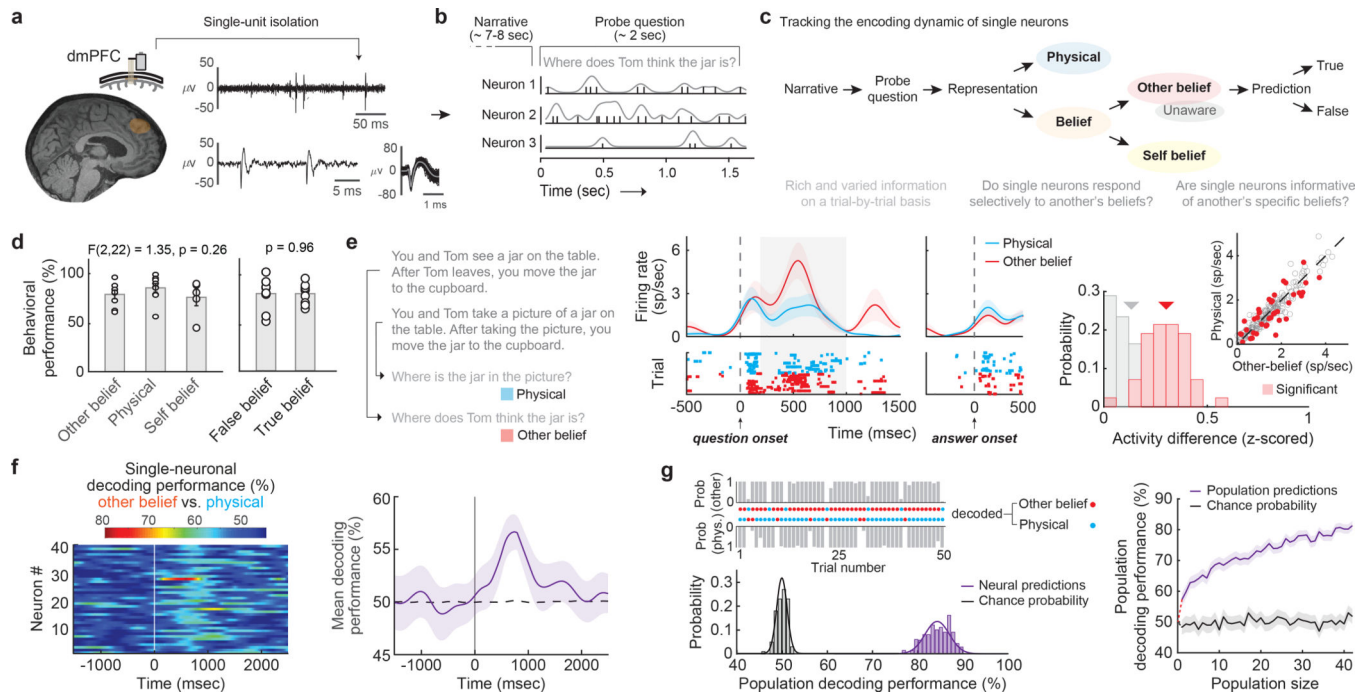 a
Single-unit isolation
dmPFC
50
μv 0
-50
50 ms
50
μv 0
-50
5 ms
80
μv
0
-80
1 ms
b
Narrative
(~ 7-8 sec)
Probe question
(~ 2 sec)
Where does Tom think the jar is?
Neuron 1
Neuron 2
Neuron 3
0 0.5 1.0 1.5
Time (sec)
c Tracking the encoding dynamic of single neurons
Narrative
Probe
question
Representation
Physical
Belief
Other belief
Unaware
Self belief
Prediction
True
False
Rich and varied information
on a trial-by-trial basis
Do single neurons respond
selectively to another's beliefs?
Are single neurons informative
of another's specific beliefs?
d
F(2,22) = 1.35, p = 0.26
p = 0.96
Behavioral
performance (%)
100
50
0
Other belief
Physical
Self belief
False belief
True belief
e
You and Tom see a jar on the table.
After Tom leaves, you move the jar
to the cupboard.
You and Tom take a picture of a jar on
the table. After taking the picture, you
move the jar to the cupboard.
Where is the jar in the picture?
Physical
Where does Tom think the jar is?
Other belief
Firing rate
(sp/sec)
6
3
0
Trial
-500 0 500 1000 1500
question onset
Time (msec)
Physical
Other belief
-500 0 500
answer onset
Probability
0.3
0.2
0.1
0
0 0.5 1
Activity difference (z-scored)
Significant
Physical (sp/sec)
4
2
0
0 2 4
Other-belief (sp/sec)
f
Single-neuronal
decoding performance (%)
other belief vs. physical
80 70 60 50
Neuron #
40
30
20
10
-1000 0 1000 2000
Time (msec)
Mean decoding
performance (%)
60
55
50
45
-1000 0 1000 2000
Time (msec)
g
Prob
(other)
1
0
Prob
(phys.)
0
1
1 25 50
Trial number
decoded
Other belief
Physical
Probability
0.3
0.2
0.1
0
Neural predictions
Chance probability
40 50 60 70 80 90 100
Population decoding performance (%)
Population
decoding performance (%)
90
80
70
60
50
40
Population predictions
Chance probability
0 10 20 30 40
Population size